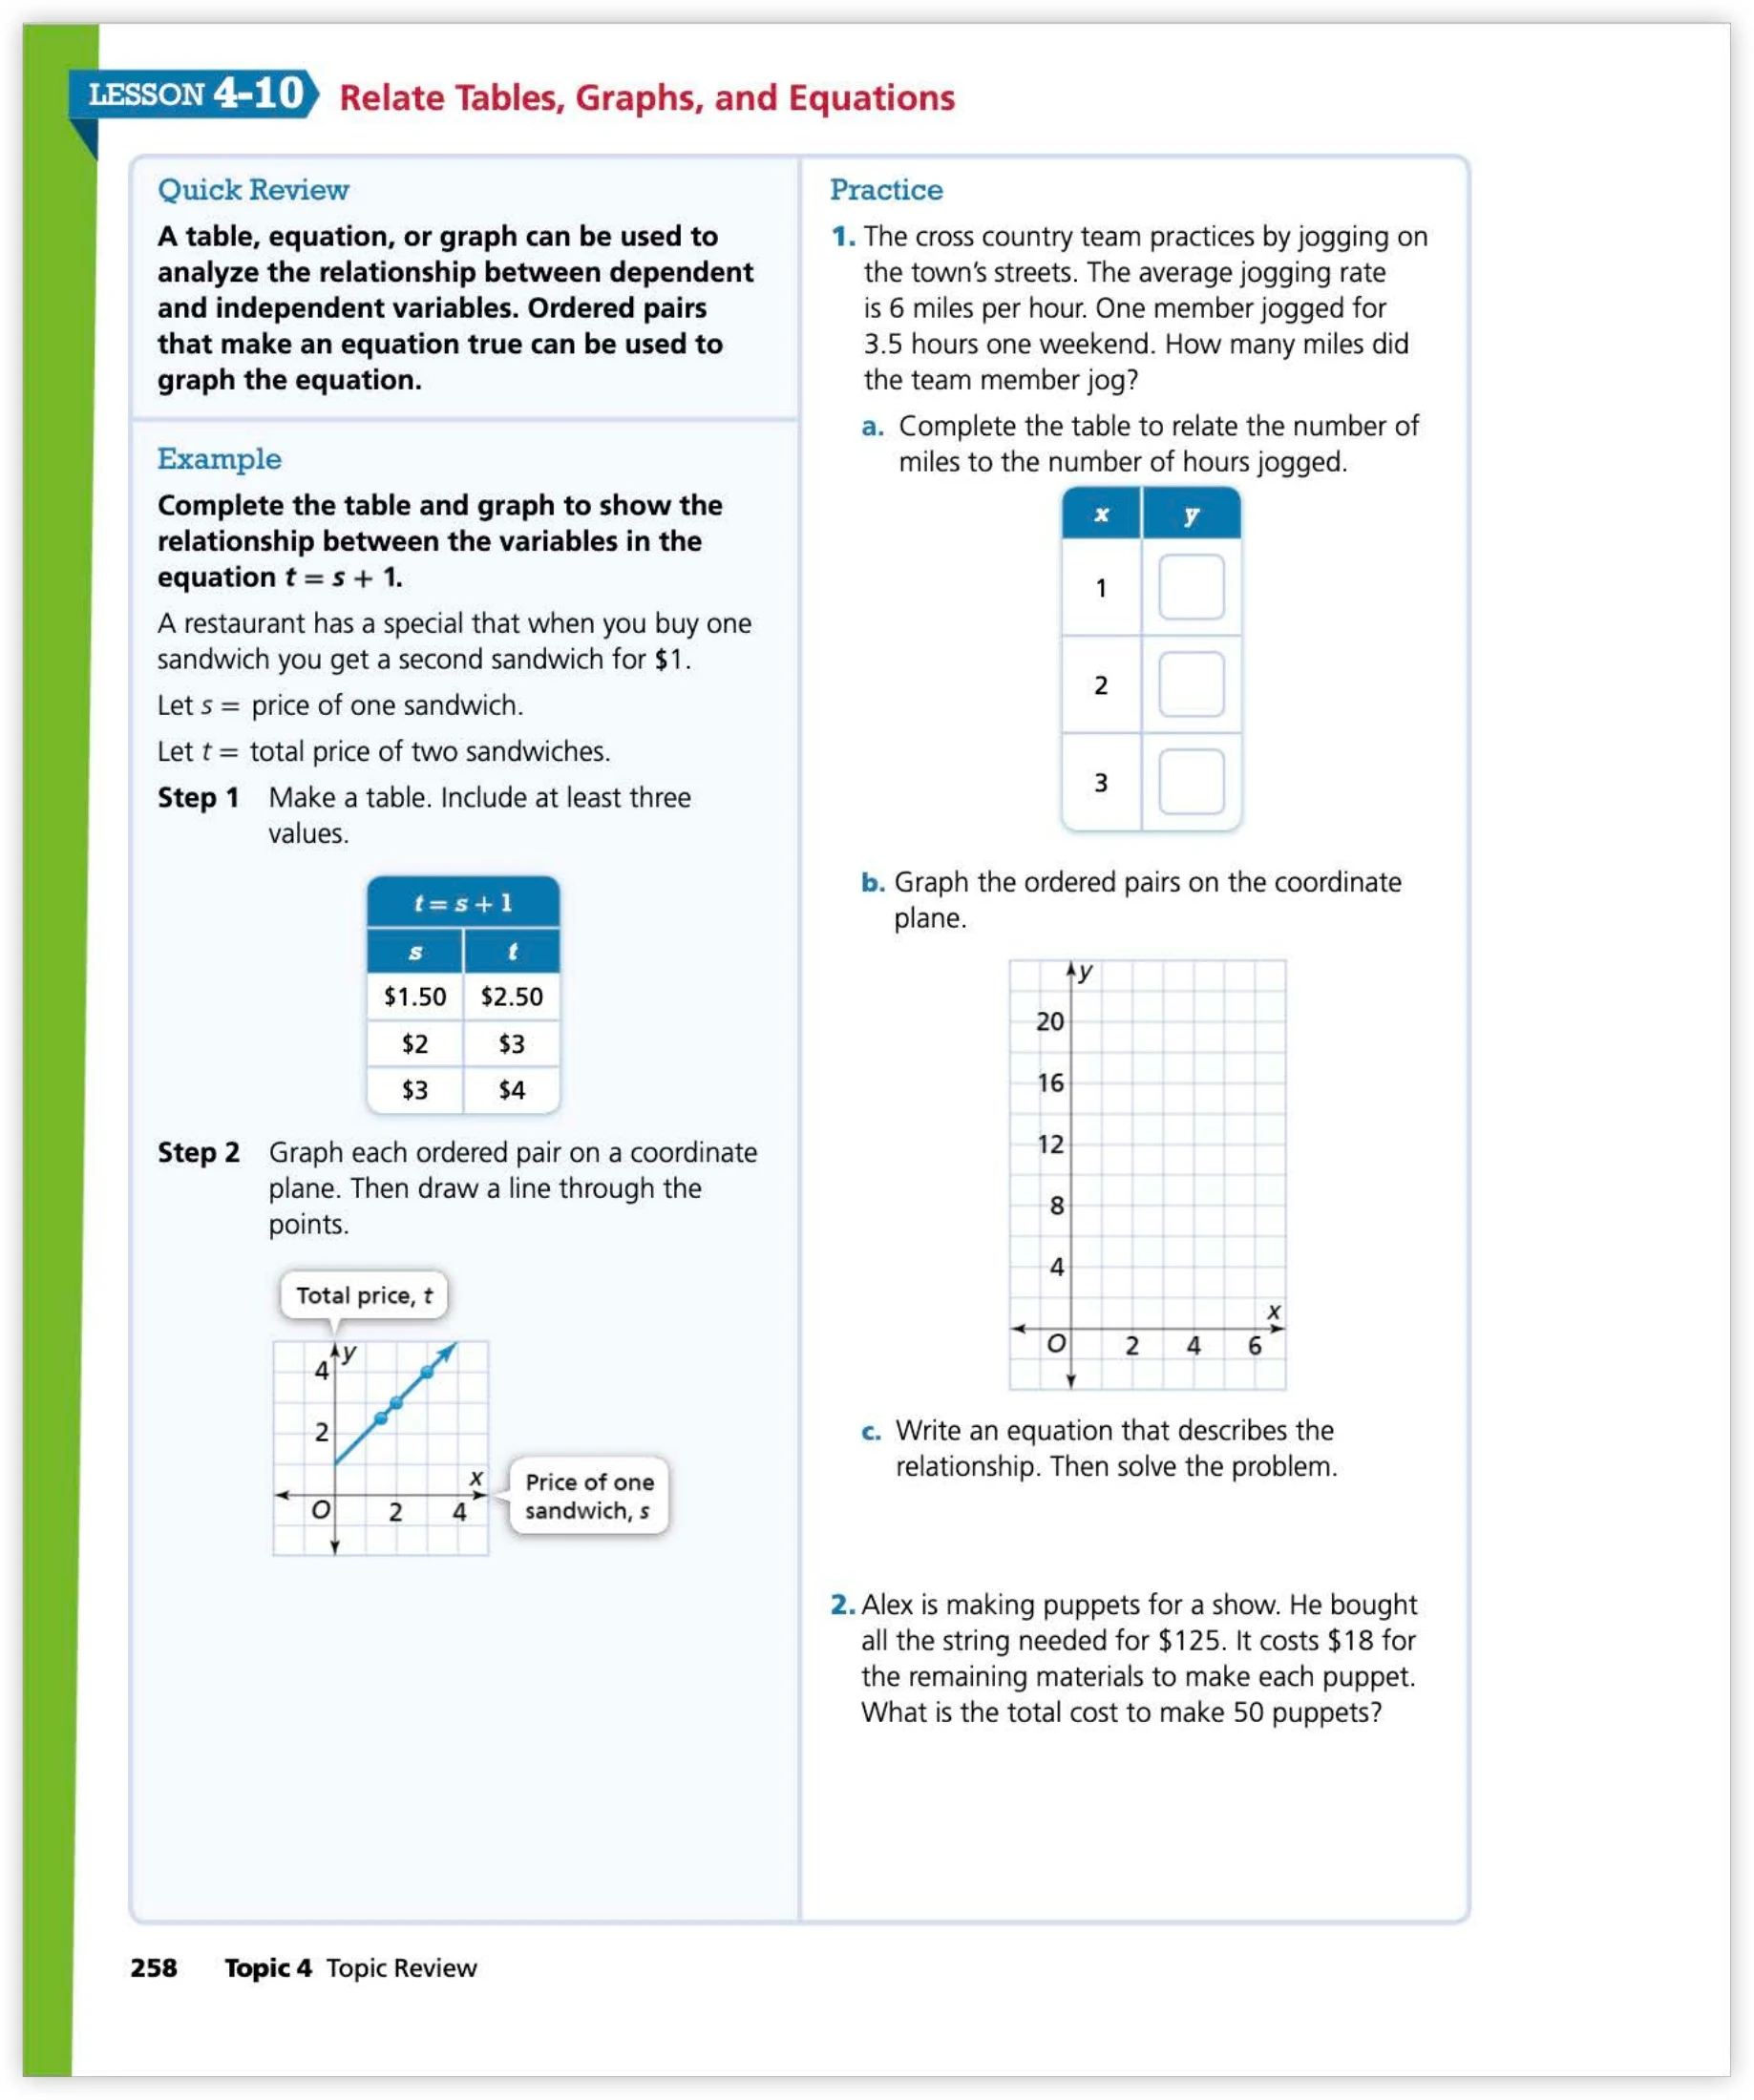 LESSON 4-10 Relate Tables, Graphs, and Equations
Quick Review
A table, equation, or graph can be used to
analyze the relationship between dependent
and independent variables. Ordered pairs
that make an equation true can be used to
graph the equation.
Example
Complete the table and graph to show the
relationship between the variables in the
equation t = s + 1.
A restaurant has a special that when you buy one
sandwich you get a second sandwich for $1.
Let s = price of one sandwich.
Let t = total price of two sandwiches.
Step 1 Make a table. Include at least three
values.
t = s + 1
s t
$1.50 $2.50
$2 $3
$3 $4
Step 2 Graph each ordered pair on a coordinate
plane. Then draw a line through the
points.
Total price, t
y
4
2
x
O 2 4
Price of one
sandwich, s
Practice
1. The cross country team practices by jogging on
the town's streets. The average jogging rate
is 6 miles per hour. One member jogged for
3.5 hours one weekend. How many miles did
the team member jog?
a. Complete the table to relate the number of
miles to the number of hours jogged.
x y
1
2
3
b. Graph the ordered pairs on the coordinate
plane.
y
20
16
12
8
4
x
O 2 4 6
c. Write an equation that describes the
relationship. Then solve the problem.
2. Alex is making puppets for a show. He bought
all the string needed for $125. It costs $18 for
the remaining materials to make each puppet.
What is the total cost to make 50 puppets?
258 Topic 4 Topic Review